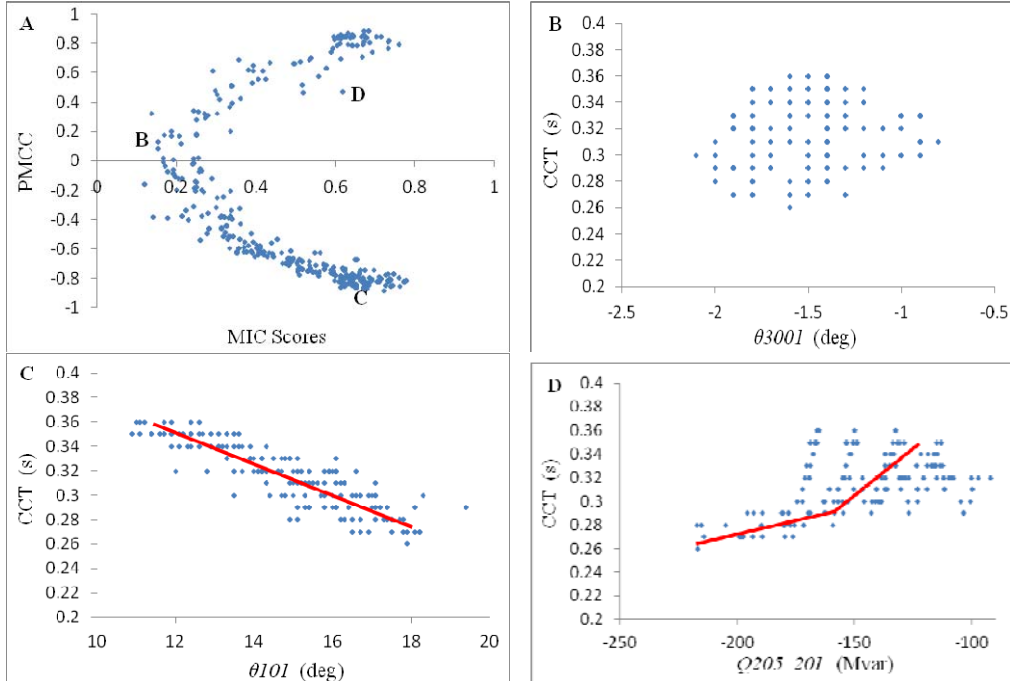 A
1
0.8
0.6
0.4
0.2
0
-0.2
-0.4
-0.6
-0.8
-1
PMCC
0 0.2 0.4 0.6 0.8 1
B
D
C
MIC Scores
B
0.4
0.38
0.36
0.34
0.32
0.3
0.28
0.26
0.24
0.22
0.2
CCT (s)
-2.5 -2 -1.5 -1 -0.5
θ3001 (deg)
C
0.4
0.38
0.36
0.34
0.32
0.3
0.28
0.26
0.24
0.22
0.2
CCT (s)
10 12 14 16 18 20
θ101 (deg)
D
0.4
0.38
0.36
0.34
0.32
0.3
0.28
0.26
0.24
0.22
0.2
CCT (s)
-250 -200 -150 -100
Q205_201 (Mvar)